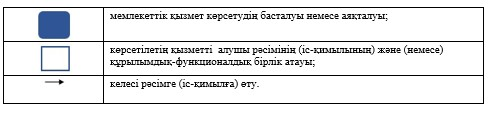 мемлекеттік қызмет көрсетудің басталуы немесе аяқталуы;
көрсетілетін қызметті алушы рәсімінің (іс-қимылының) және (немесе)
құрылымдық-функционалдық бірлік атауы;
келесі рәсімге (іс-қимылға) өту.